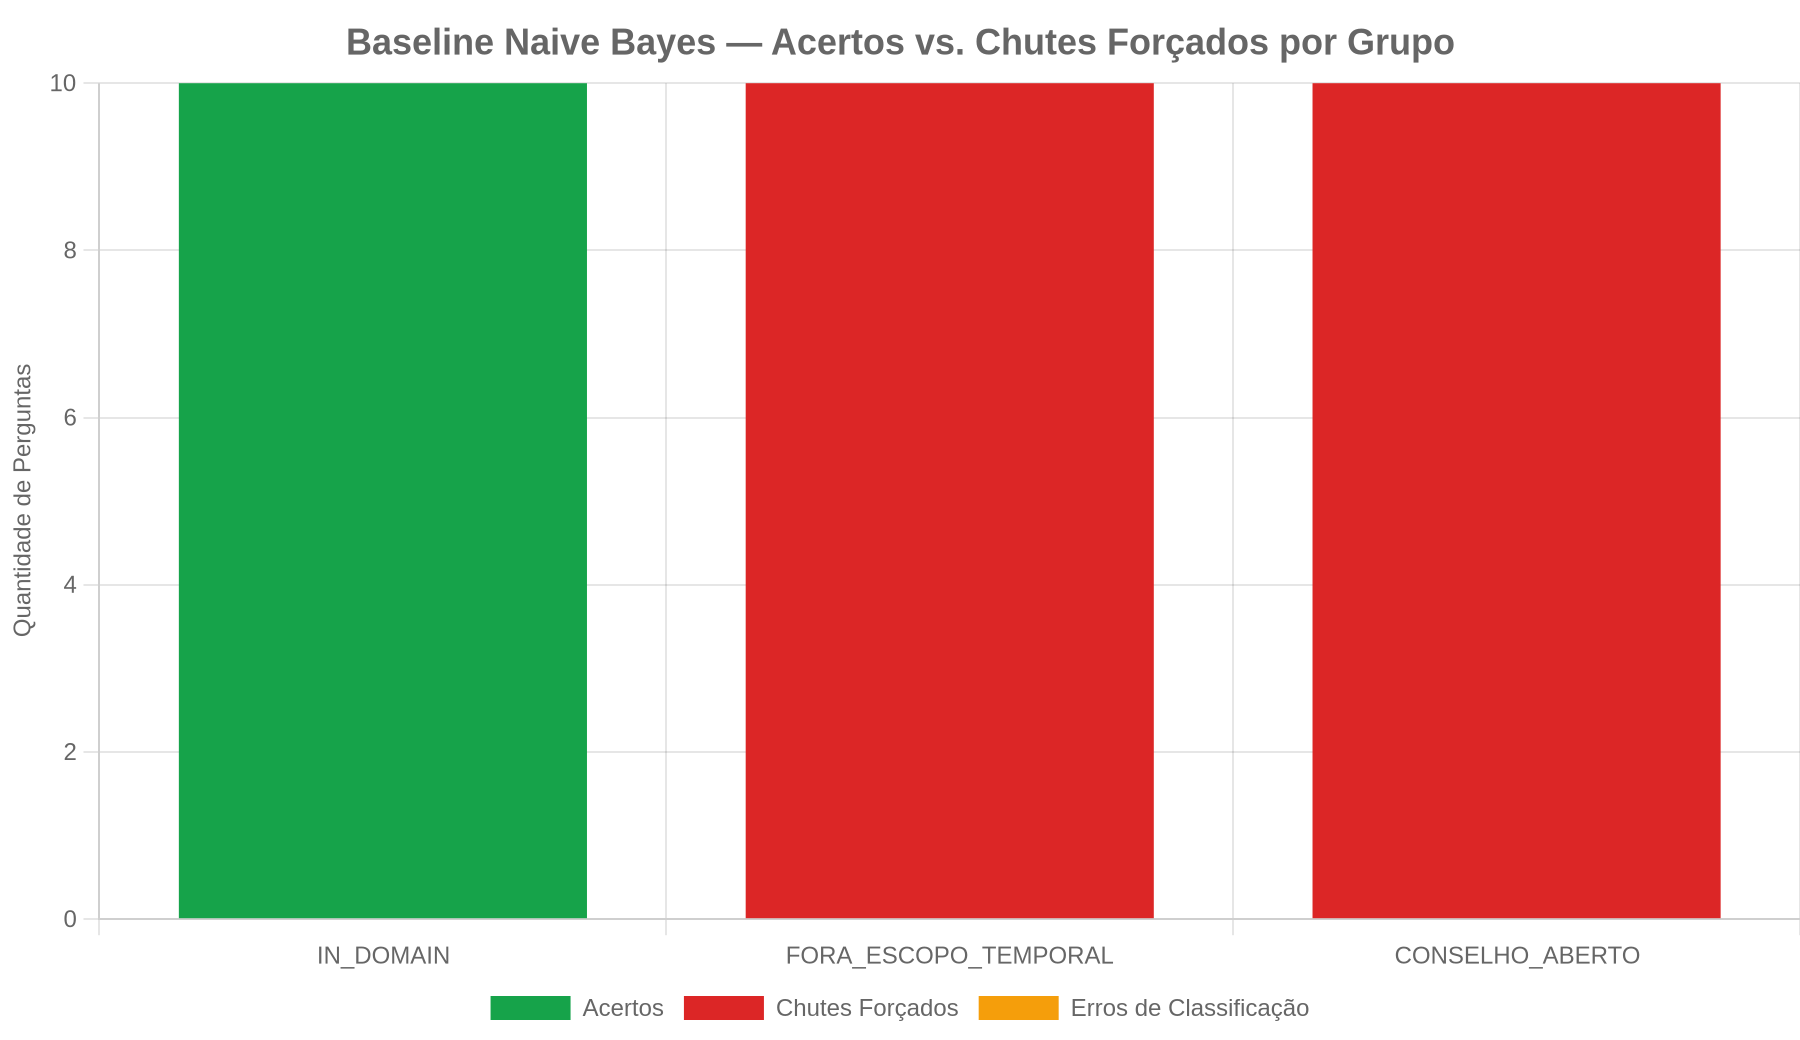 Baseline Naive Bayes — Acertos vs. Chutes Forçados por Grupo
Quantidade de Perguntas
10
8
6
4
2
0
IN_DOMAIN
FORA_ESCOPO_TEMPORAL
CONSELHO_ABERTO
Acertos
Chutes Forçados
Erros de Classificação